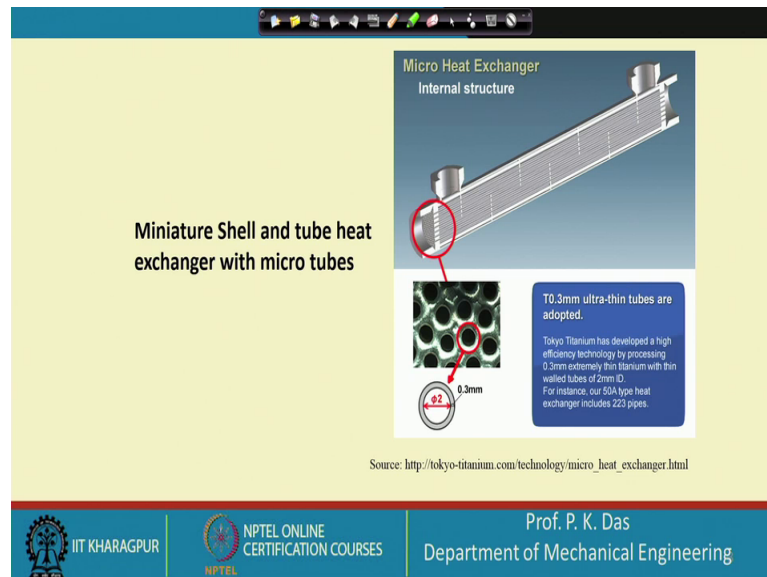 Micro Heat Exchanger
Internal structure
Miniature Shell and tube heat
exchanger with micro tubes
T0.3mm ultra-thin tubes are
adopted.
Tokyo Titanium has developed a high
efficiency technology by processing
0.3mm extremely thin titanium with thin
walled tubes of 2mm ID.
For instance, our 50A type heat
exchanger includes 223 pipes.
0.3mm
ϕ2
Source: http://tokyo-titanium.com/technology/micro_heat_exchanger.html
IIT KHARAGPUR
NPTEL
NPTEL ONLINE
CERTIFICATION COURSES
Prof. P. K. Das
Department of Mechanical Engineering